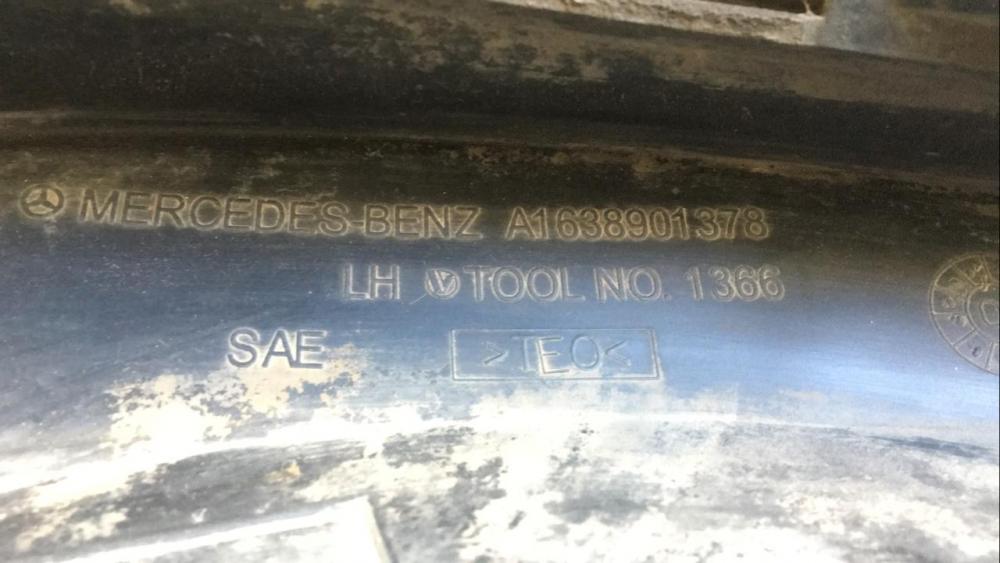 MERCEDES-BENZ A1638901378
LH TOOL NO. 1366
SAE >TEO<